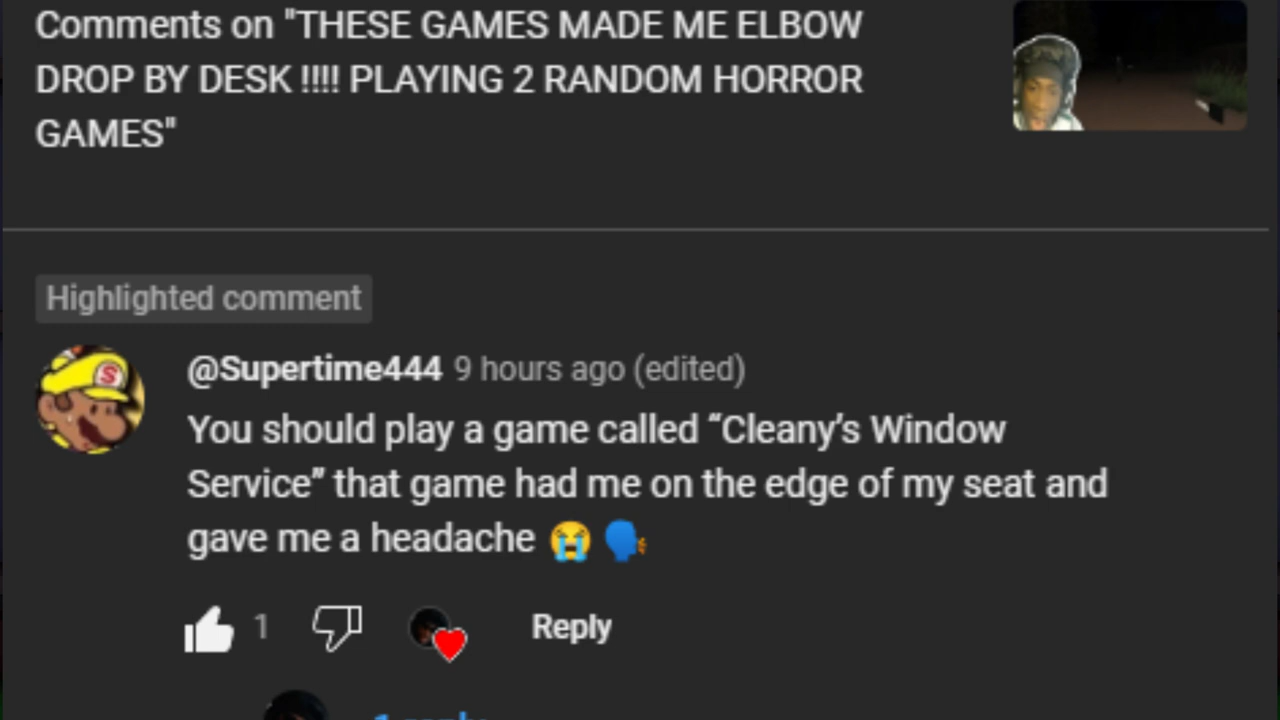 Comments on "THESE GAMES MADE ME ELBOW
DROP BY DESK !!!! PLAYING 2 RANDOM HORROR
GAMES"
Highlighted comment
S
@Supertime444 9 hours ago (edited)
You should play a game called “Cleany’s Window
Service” that game had me on the edge of my seat and
gave me a headache 😭 🗣️
1 Reply
1 reply